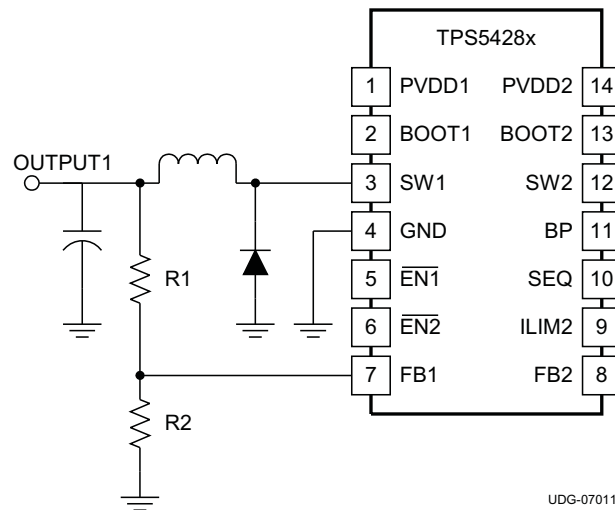 TPS5428x
1 PVDD1 PVDD2 14
2 BOOT1 BOOT2 13
OUTPUT1
3 SW1 SW2 12
4 GND BP 11
5 EN1 SEQ 10
R1
6 EN2 ILIM2 9
7 FB1 FB2 8
R2
UDG-07011